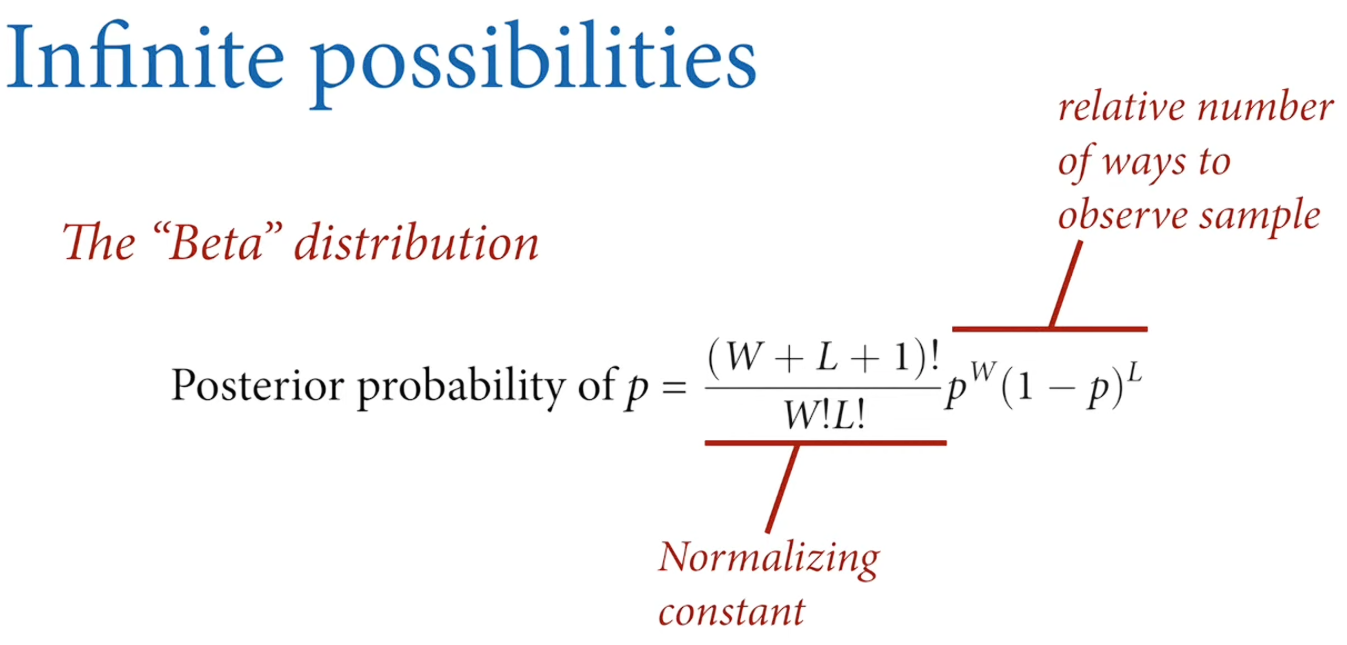 Infinite possibilities
relative number
of ways to
observe sample
The “Beta” distribution
Posterior probability of p = \frac{(W + L + 1)!}{W!L!} p^W (1 − p)^L
Normalizing
constant